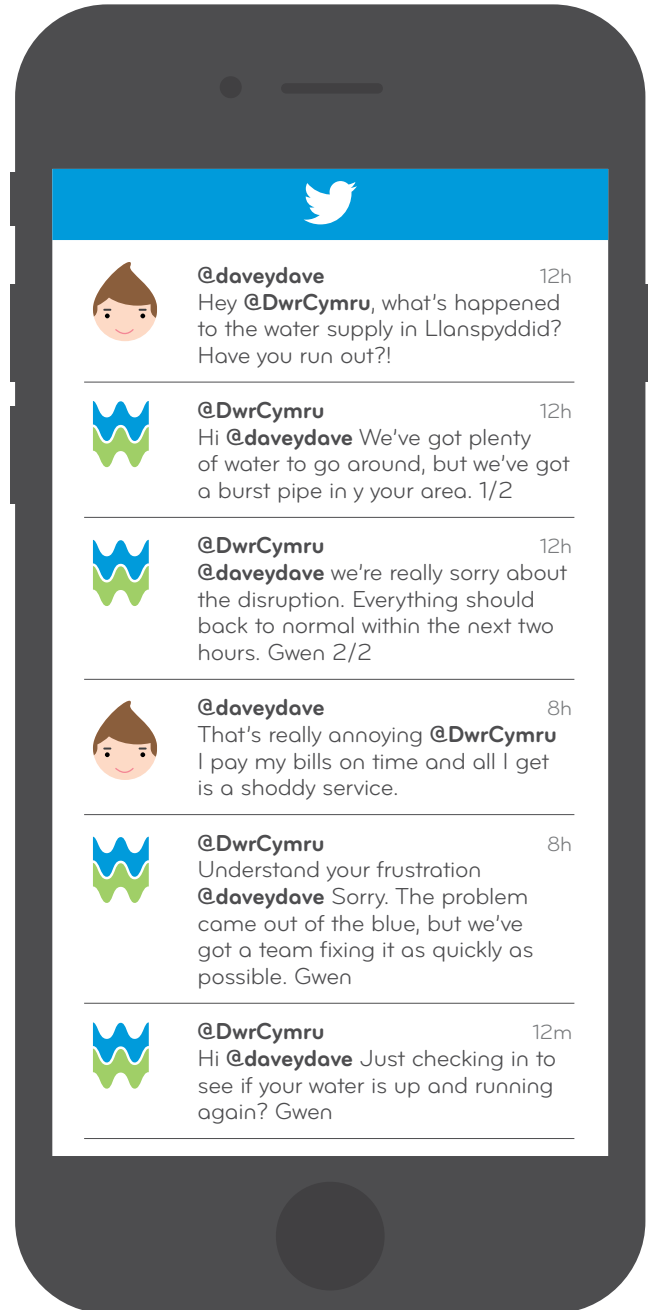 @daveydave 12h
Hey @DwrCymru, what's happened
to the water supply in Llanspyddid?
Have you run out?!
@DwrCymru 12h
Hi @daveydave We've got plenty
of water to go around, but we've got
a burst pipe in y your area. 1/2
@DwrCymru 12h
@daveydave we're really sorry about
the disruption. Everything should
back to normal within the next two
hours. Gwen 2/2
@daveydave 8h
That's really annoying @DwrCymru
I pay my bills on time and all I get
is a shoddy service.
@DwrCymru 8h
Understand your frustration
@daveydave Sorry. The problem
came out of the blue, but we've
got a team fixing it as quickly as
possible. Gwen
@DwrCymru 12m
Hi @daveydave Just checking in to
see if your water is up and running
again? Gwen